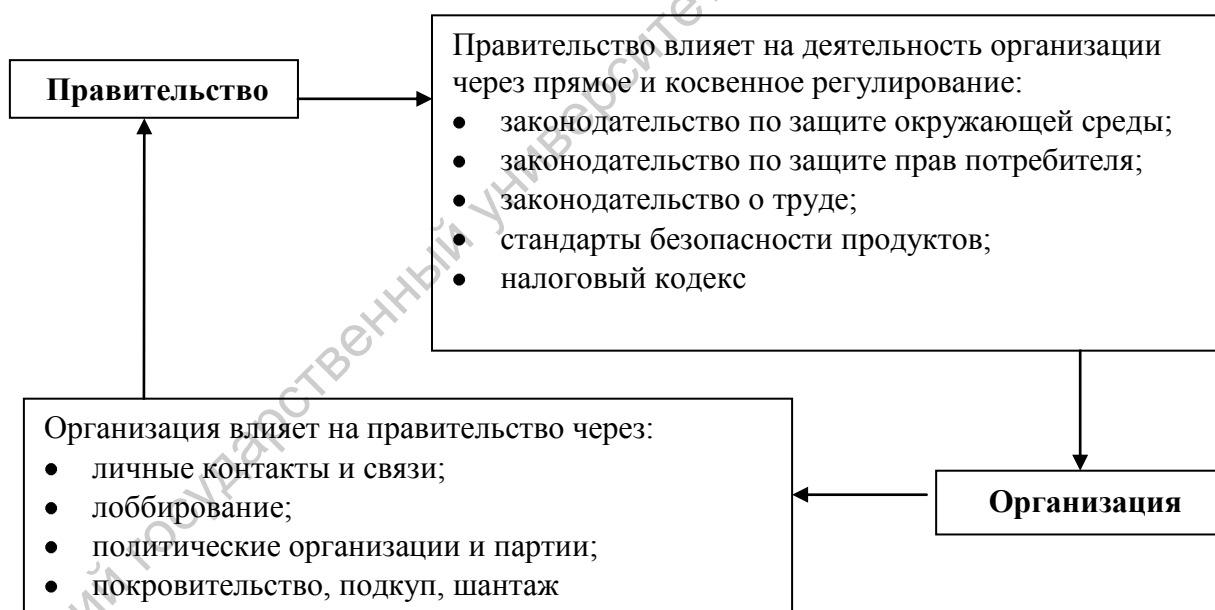 Правительство
Правительство влияет на деятельность организации
через прямое и косвенное регулирование:
• законодательство по защите окружающей среды;
• законодательство по защите прав потребителя;
• законодательство о труде;
• стандарты безопасности продуктов;
• налоговый кодекс
Организация влияет на правительство через:
• личные контакты и связи;
• лоббирование;
• политические организации и партии;
• покровительство, подкуп, шантаж
Организация
государственный университет